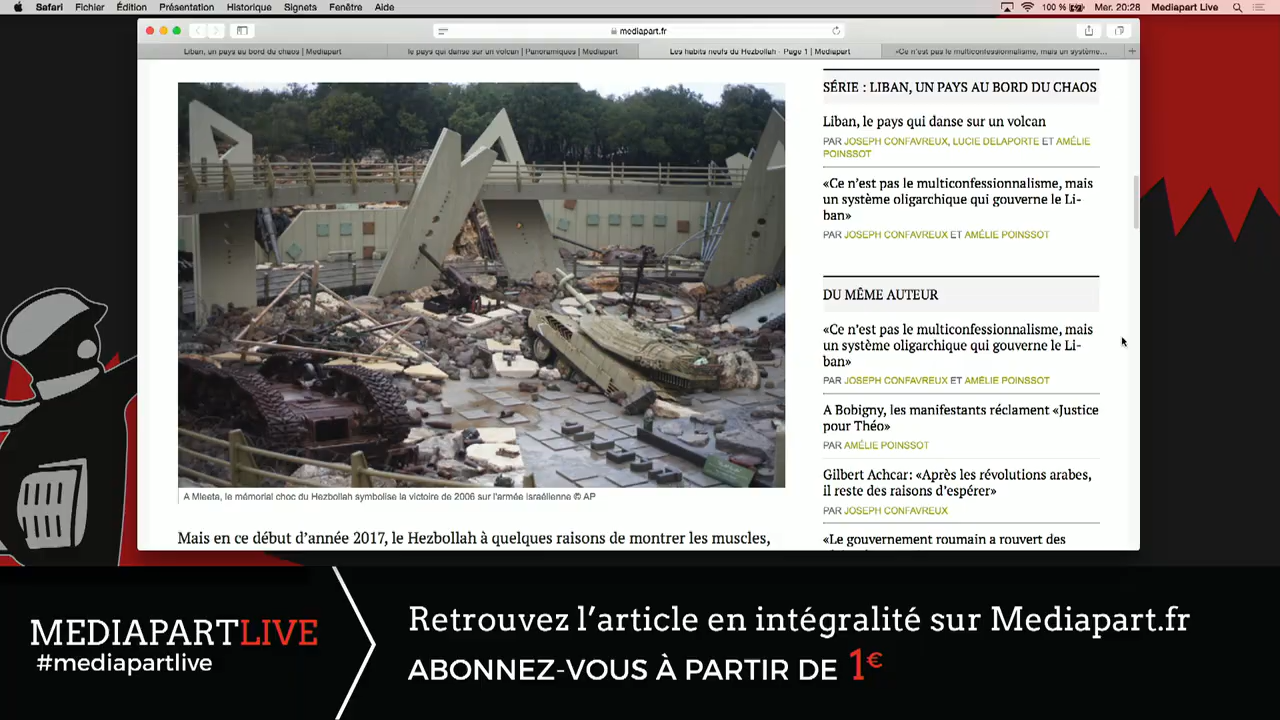 Safari Fichier Édition Présentation Historique Signets Fenêtre Aide
100 % Mer. 20:28 Mediapart Live
mediapart.fr
Liban, un pays au bord du chaos | Mediapart
le pays qui danse sur un volcan | Panoramiques | Mediapart
Les habits neufs du Hezbollah - Page 1 | Mediapart
«Ce n'est pas le multiconfessionnalisme, mais un système...
A Mleeta, le mémorial choc du Hezbollah symbolise la victoire de 2006 sur l'armée israélienne © AP
Mais en ce début d'année 2017, le Hezbollah à quelques raisons de montrer les muscles,
SÉRIE : LIBAN, UN PAYS AU BORD DU CHAOS
Liban, le pays qui danse sur un volcan
PAR JOSEPH CONFAVREUX, LUCIE DELAPORTE ET AMÉLIE
POINSSOT
«Ce n'est pas le multiconfessionnalisme, mais
un système oligarchique qui gouverne le Li-
ban»
PAR JOSEPH CONFAVREUX ET AMÉLIE POINSSOT
DU MÊME AUTEUR
«Ce n'est pas le multiconfessionnalisme, mais
un système oligarchique qui gouverne le Li-
ban»
PAR JOSEPH CONFAVREUX ET AMÉLIE POINSSOT
A Bobigny, les manifestants réclament «Justice
pour Théo»
PAR AMÉLIE POINSSOT
Gilbert Achcar: «Après les révolutions arabes,
il reste des raisons d'espérer»
PAR JOSEPH CONFAVREUX
«Le gouvernement roumain a rouvert des
MEDIAPARTLIVE
#mediapartlive
Retrouvez l'article en intégralité sur Mediapart.fr
ABONNEZ-VOUS À PARTIR DE 1€